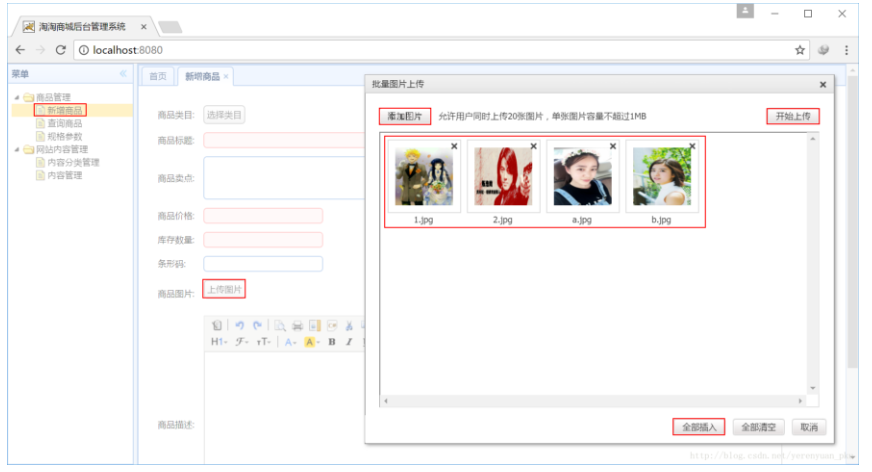 淘淘商城后台管理系统
localhost:8080
菜单
首页
新增商品
批量图片上传
商品管理
新增商品
查询商品
规格参数
网站内容管理
内容分类管理
内容管理
商品类目:
选择类目
商品标题:
商品卖点:
商品价格:
库存数量:
条形码:
商品图片:
上传图片
H1
F
тT
A
A
B
I
商品描述:
添加图片
允许用户同时上传20张图片，单张图片容量不超过1MB
开始上传
1.jpg
2.jpg
a.jpg
b.jpg
全部插入
全部清空
取消